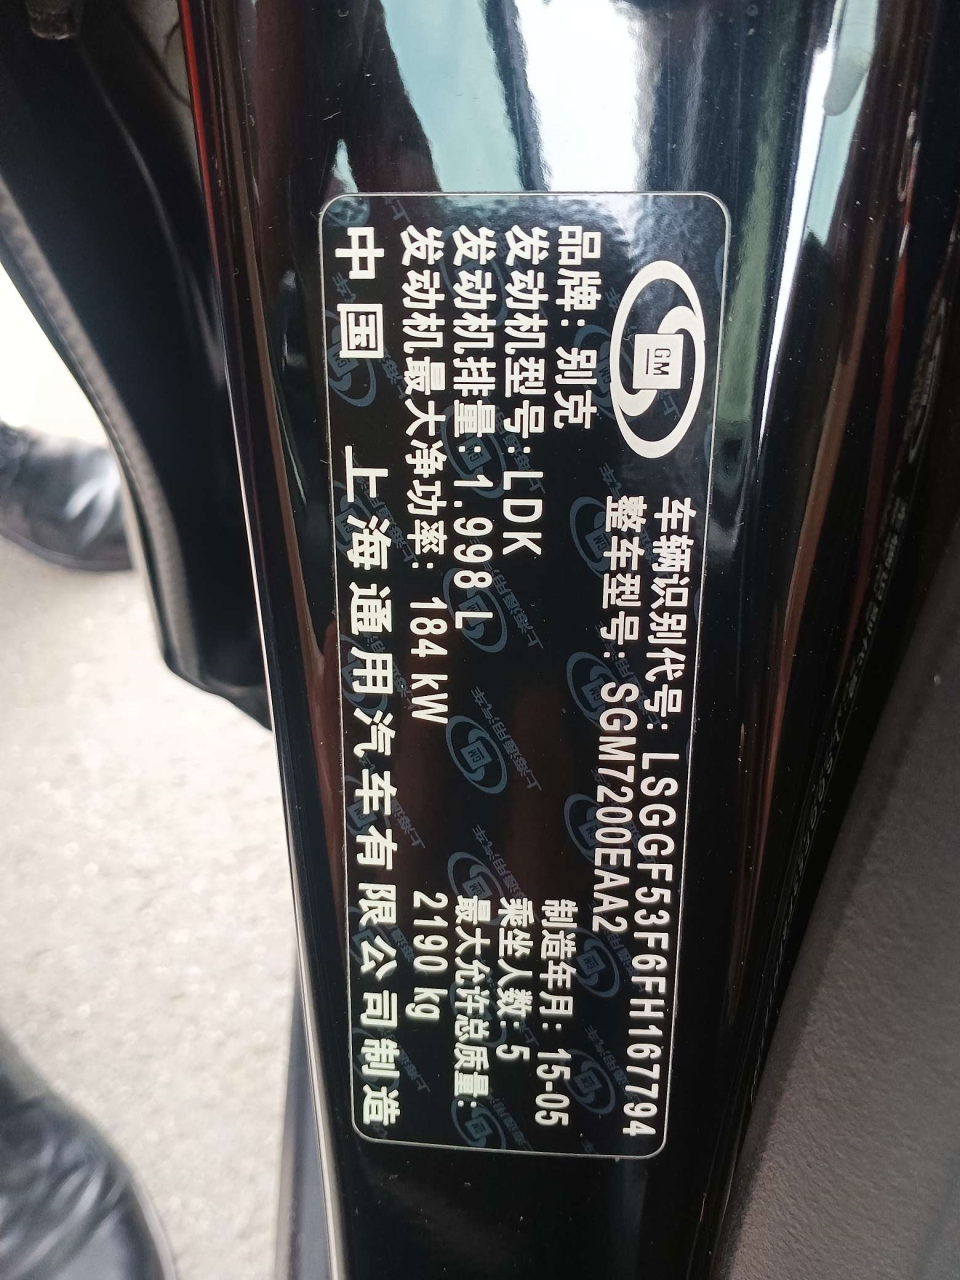 GM
车辆识别代号: LSGGF53F6FH167794
整车型号: SGM7200EAA2
品牌: 别克
发动机型号: LDK
制造年月: 15-05
发动机排量: 1.998 L
乘坐人数: 5
发动机最大净功率: 184 kW
最大允许总质量:
2190 kg
中国 上海通用汽车有限公司制造